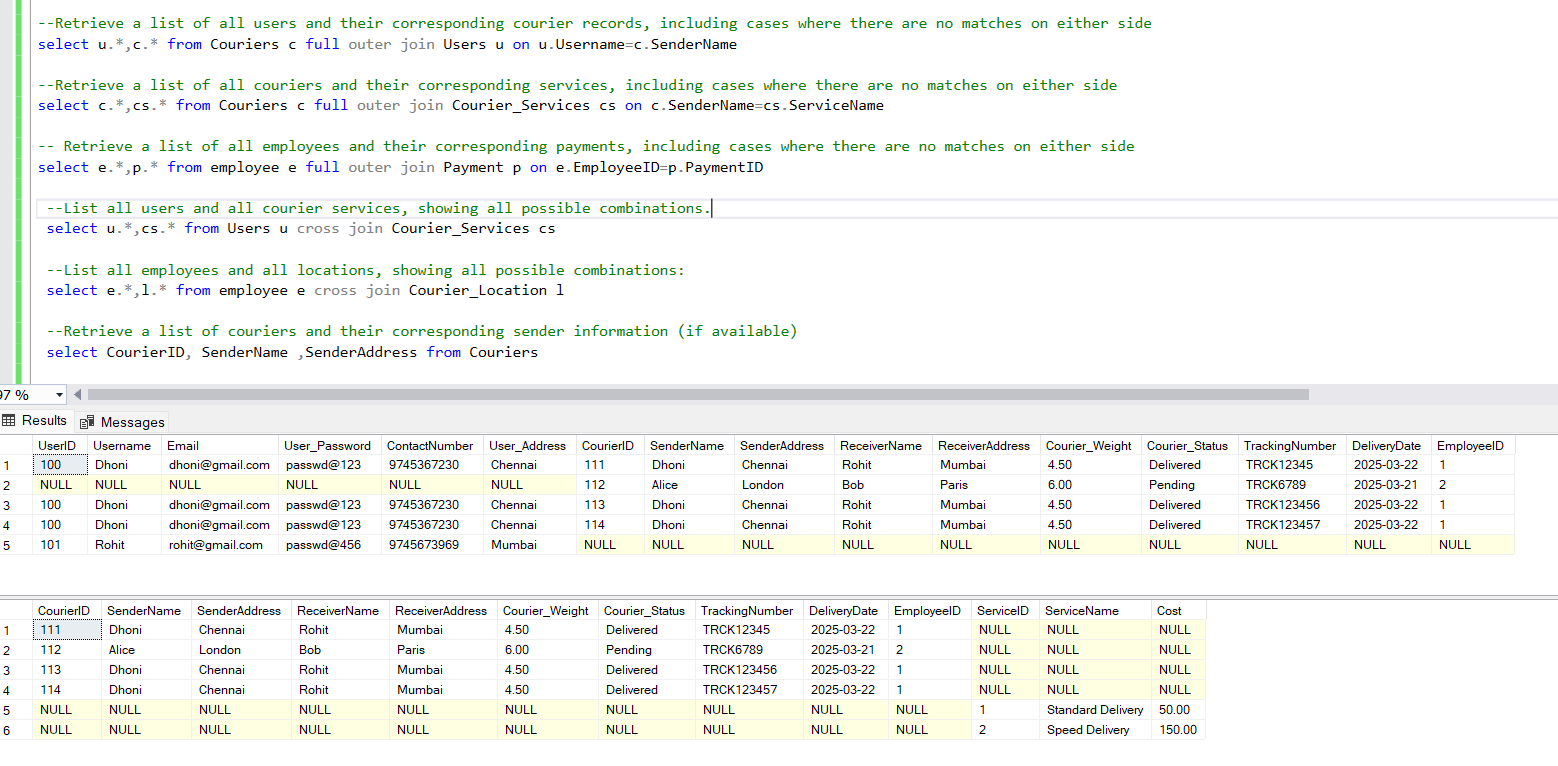 --Retrieve a list of all users and their corresponding courier records, including cases where there are no matches on either side
select u.*,c.* from Couriers c full outer join Users u on u.Username=c.SenderName
--Retrieve a list of all couriers and their corresponding services, including cases where there are no matches on either side
select c.*,cs.* from Couriers c full outer join Courier_Services cs on c.SenderName=cs.ServiceName
-- Retrieve a list of all employees and their corresponding payments, including cases where there are no matches on either side
select e.*,p.* from employee e full outer join Payment p on e.EmployeeID=p.PaymentID
--List all users and all courier services, showing all possible combinations.
select u.*,cs.* from Users u cross join Courier_Services cs
--List all employees and all locations, showing all possible combinations:
select e.*,l.* from employee e cross join Courier_Location l
--Retrieve a list of couriers and their corresponding sender information (if available)
select CourierID, SenderName ,SenderAddress from Couriers
97 %
Results Messages
UserID Username Email User_Password ContactNumber User_Address CourierID SenderName SenderAddress ReceiverName ReceiverAddress Courier_Weight Courier_Status TrackingNumber DeliveryDate EmployeeID
1 100 Dhoni dhoni@gmail.com passwd@123 9745367230 Chennai 111 Dhoni Chennai Rohit Mumbai 4.50 Delivered TRCK12345 2025-03-22 1
2 NULL NULL NULL NULL NULL NULL 112 Alice London Bob Paris 6.00 Pending TRCK6789 2025-03-21 2
3 100 Dhoni dhoni@gmail.com passwd@123 9745367230 Chennai 113 Dhoni Chennai Rohit Mumbai 4.50 Delivered TRCK123456 2025-03-22 1
4 100 Dhoni dhoni@gmail.com passwd@123 9745367230 Chennai 114 Dhoni Chennai Rohit Mumbai 4.50 Delivered TRCK123457 2025-03-22 1
5 101 Rohit rohit@gmail.com passwd@456 9745673969 Mumbai NULL NULL NULL NULL NULL NULL NULL NULL NULL NULL
CourierID SenderName SenderAddress ReceiverName ReceiverAddress Courier_Weight Courier_Status TrackingNumber DeliveryDate EmployeeID ServiceID ServiceName Cost
1 111 Dhoni Chennai Rohit Mumbai 4.50 Delivered TRCK12345 2025-03-22 1 NULL NULL NULL
2 112 Alice London Bob Paris 6.00 Pending TRCK6789 2025-03-21 2 NULL NULL NULL
3 113 Dhoni Chennai Rohit Mumbai 4.50 Delivered TRCK123456 2025-03-22 1 NULL NULL NULL
4 114 Dhoni Chennai Rohit Mumbai 4.50 Delivered TRCK123457 2025-03-22 1 NULL NULL NULL
5 NULL NULL NULL NULL NULL NULL NULL NULL NULL NULL 1 Standard Delivery 50.00
6 NULL NULL NULL NULL NULL NULL NULL NULL NULL NULL 2 Speed Delivery 150.00